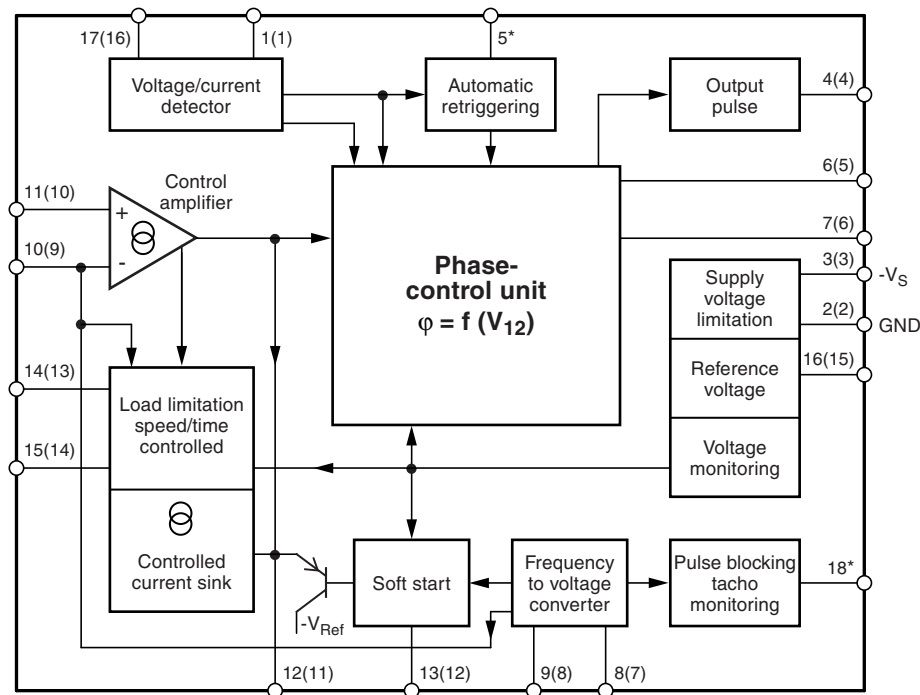 17(16)
1(1)
5*
Voltage/current
detector
Automatic
retriggering
Output
pulse
4(4)
6(5)
7(6)
11(10)
Control
amplifier
+
-
10(9)
Phase-
control unit
φ = f (V12)
3(3)
-VS
Supply
voltage
limitation
2(2)
GND
16(15)
Reference
voltage
Voltage
monitoring
14(13)
Load limitation
speed/time
controlled
15(14)
Controlled
current sink
-VRef
Soft start
Frequency
to voltage
converter
Pulse blocking
tacho
monitoring
18*
12(11)
13(12)
9(8)
8(7)